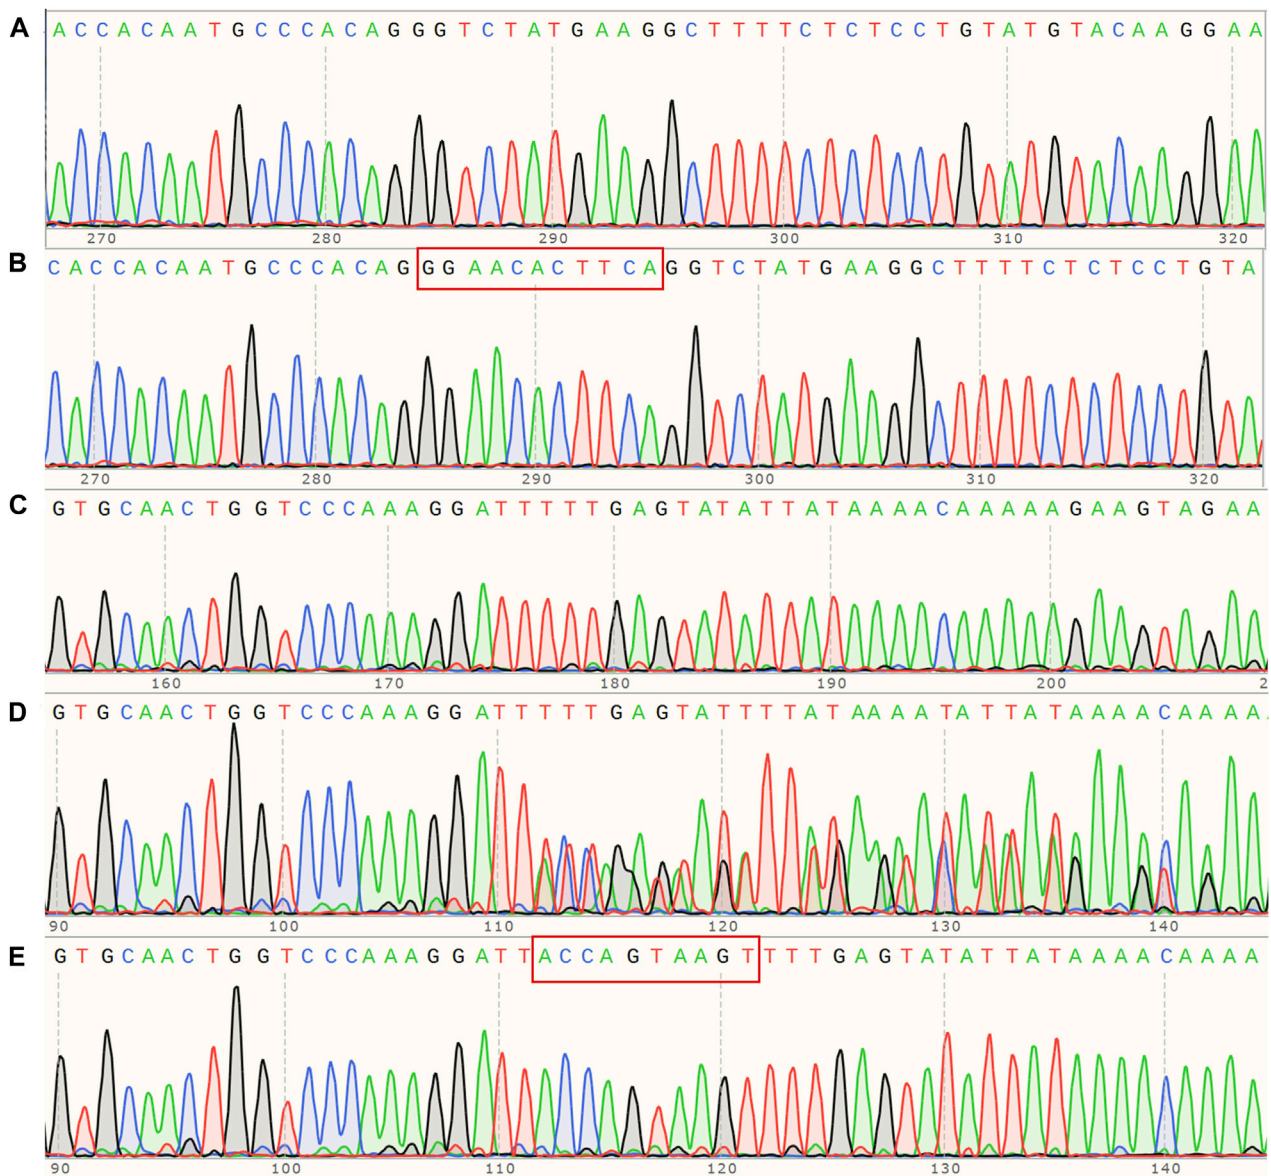 A ACCACAATGCCCACAGGGTCTATGAAGGCTTTTCTCTCCTGTATGTACAAGGAA
270 280 290 300 310 320
B CACCACAATGCCCACAGGGAACACTTCAGGTCTATGAAGGCTTTTCTCTCCTGTA
270 280 290 300 310 320
C GTGCAACTGGTCCCAAAGGATTTTTGAGTATATTATAAAACAAAAAGAAGTAGAA
160 170 180 190 200 2
D GTGCAACTGGTCCCAAAGGATTTTTGAGTATTTTATAAAATATTATAAAACAAAA
90 100 110 120 130 140
E GTGCAACTGGTCCCAAAGGATTACCAGTAAGTTTTGAGTATATTATAAAACAAAA
90 100 110 120 130 140